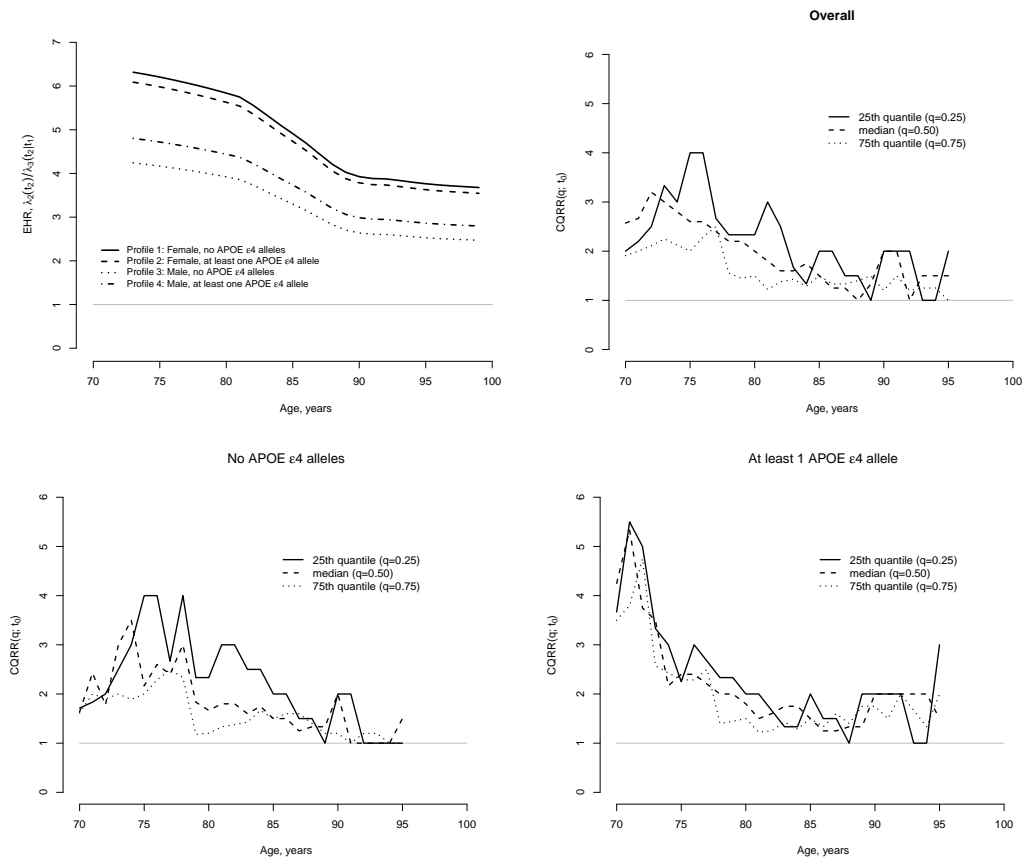 EHR, λ2(t2)/λ3(t2|t1)
0 1 2 3 4 5 6 7
Profile 1: Female, no APOE ε4 alleles
Profile 2: Female, at least one APOE ε4 allele
Profile 3: Male, no APOE ε4 alleles
Profile 4: Male, at least one APOE ε4 allele
70 75 80 85 90 95 100
Age, years
Overall
CQRR(q; t0)
0 1 2 3 4 5 6
25th quantile (q=0.25)
median (q=0.50)
75th quantile (q=0.75)
70 75 80 85 90 95 100
Age, years
No APOE ε4 alleles
CQRR(q; t0)
0 1 2 3 4 5 6
25th quantile (q=0.25)
median (q=0.50)
75th quantile (q=0.75)
70 75 80 85 90 95 100
Age, years
At least 1 APOE ε4 allele
CQRR(q; t0)
0 1 2 3 4 5 6
25th quantile (q=0.25)
median (q=0.50)
75th quantile (q=0.75)
70 75 80 85 90 95 100
Age, years